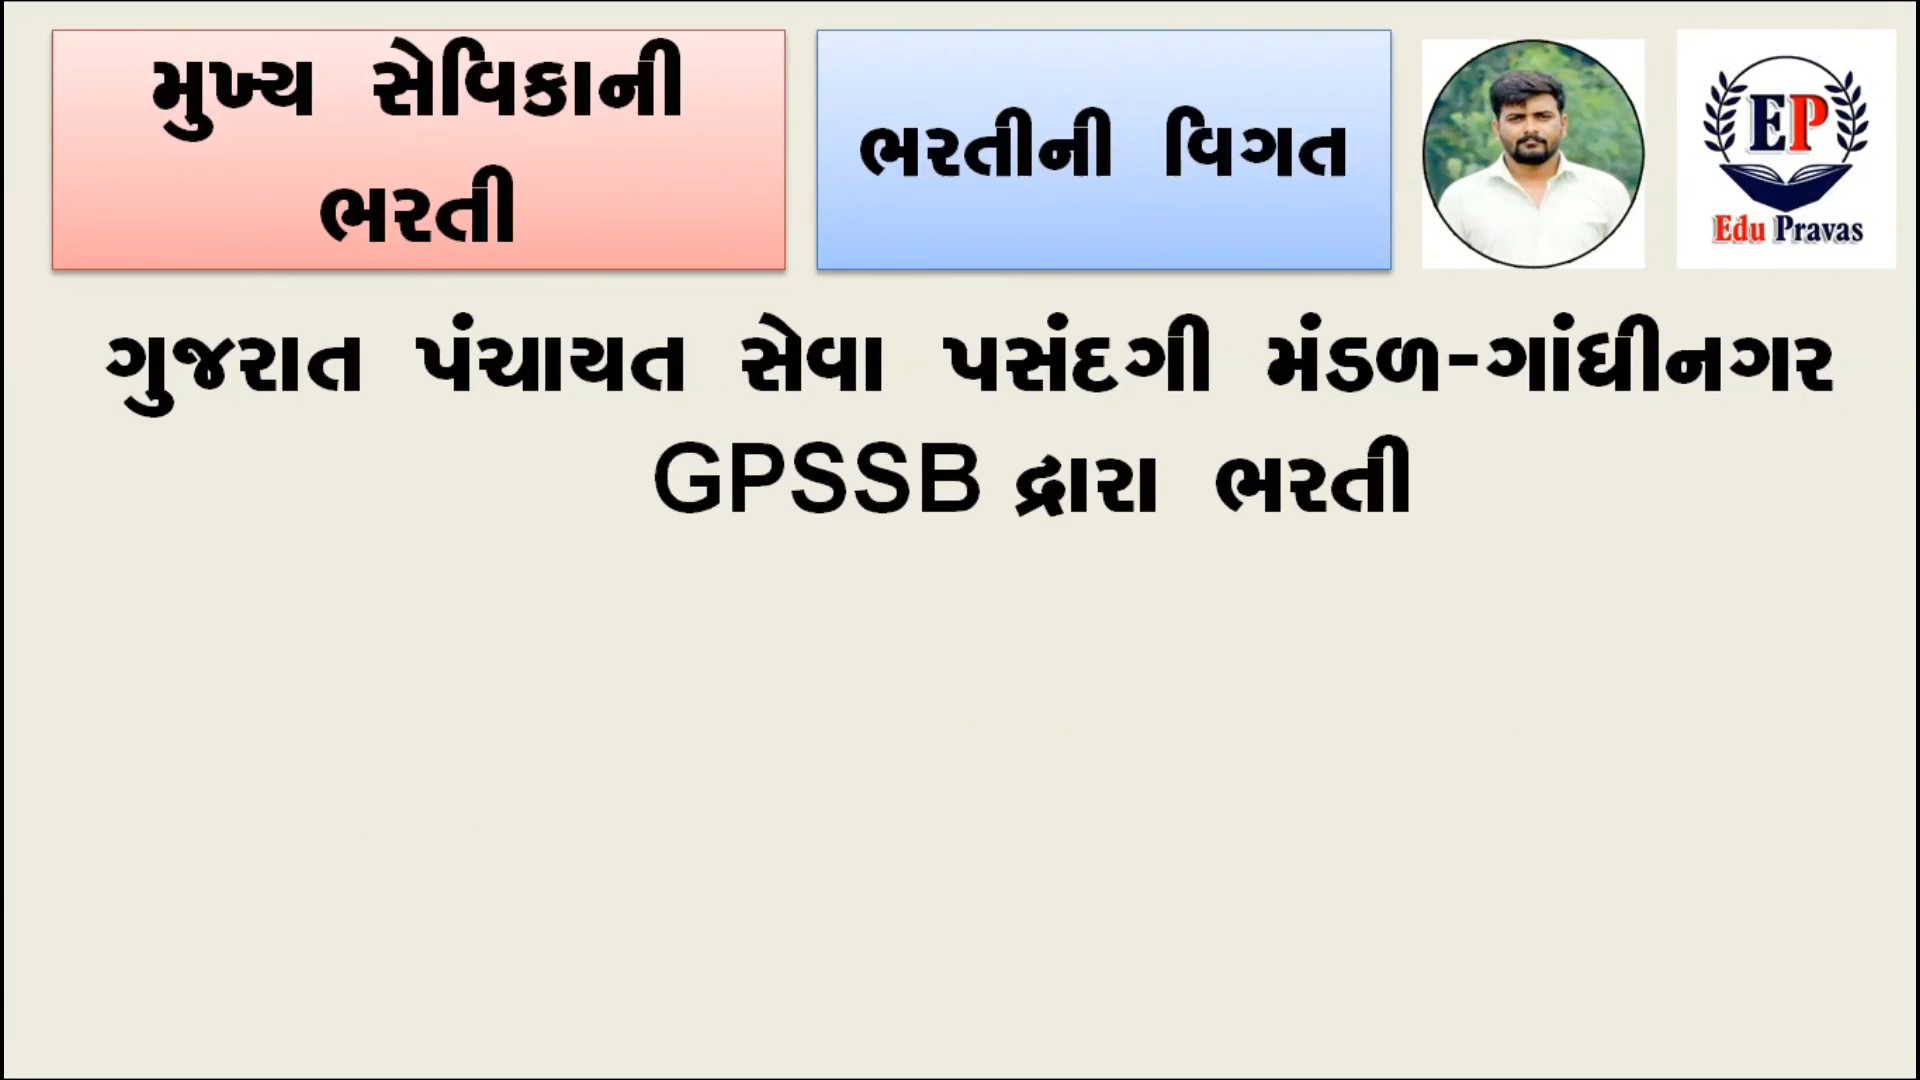 મુખ્ય સેવિકાની
ભરતી
ભરતીની વિગત
EP
Edu Pravas
ગુજરાત પંચાયત સેવા પસંદગી મંડળ-ગાંધીનગર
GPSSB દ્વારા ભરતી